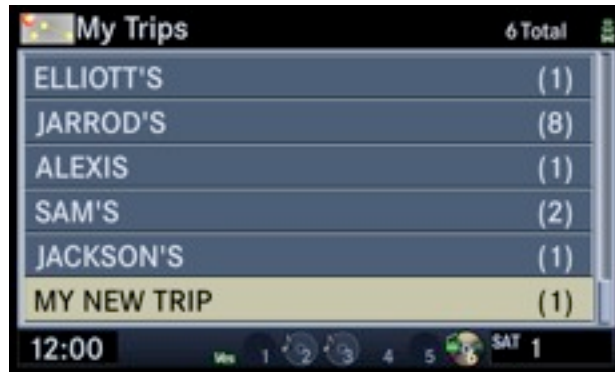 My Trips 6 Total
ELLIOTT'S (1)
JARROD'S (8)
ALEXIS (1)
SAM'S (2)
JACKSON'S (1)
MY NEW TRIP (1)
12:00 Ves 1 2 3 4 5 6 SAT 1